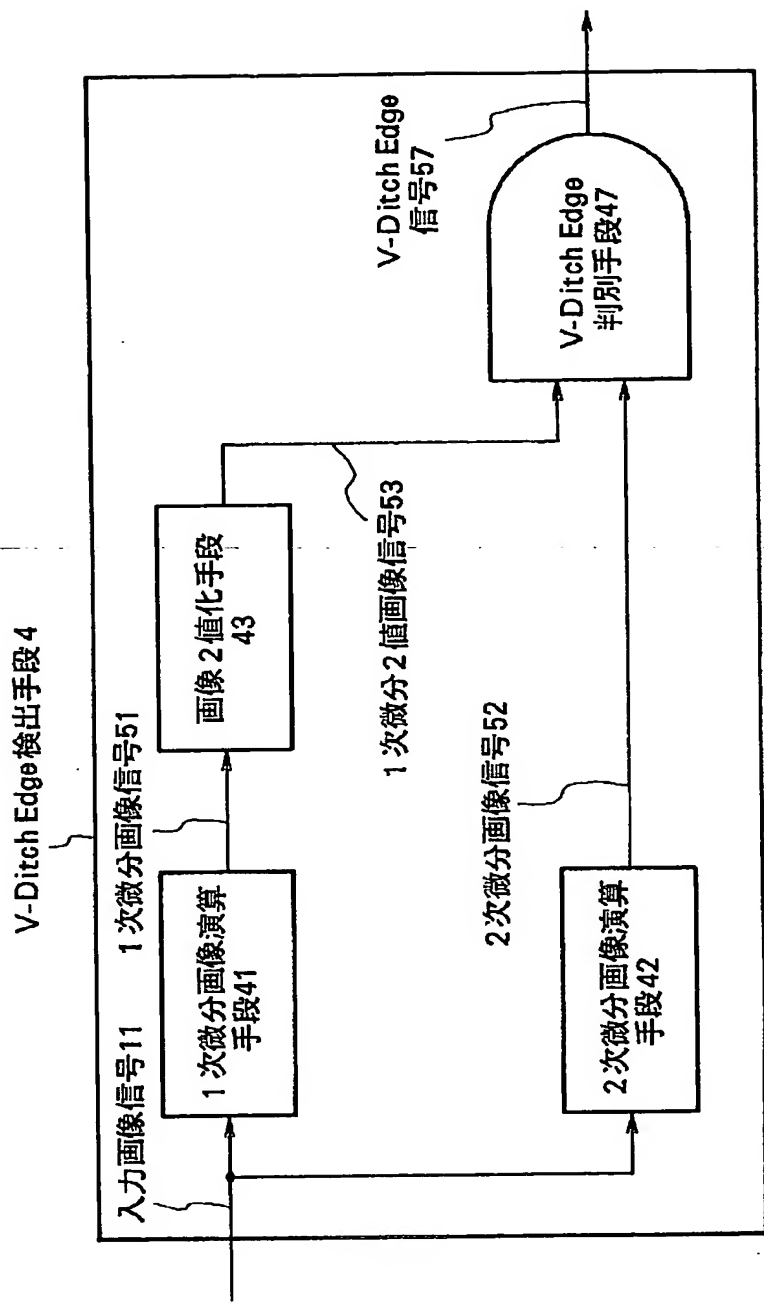 V-Ditch Edge検出手段4
入力画像信号11
1次微分画像演算
手段41
1次微分画像信号51
画像2値化手段
43
1次微分2値画像信号53
2次微分画像演算
手段42
2次微分画像信号52
V-Ditch Edge
判別手段47
V-Ditch Edge
信号57